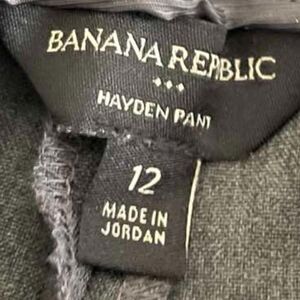 BANANA REPUBLIC
HAYDEN PANT
12
MADE IN
JORDAN